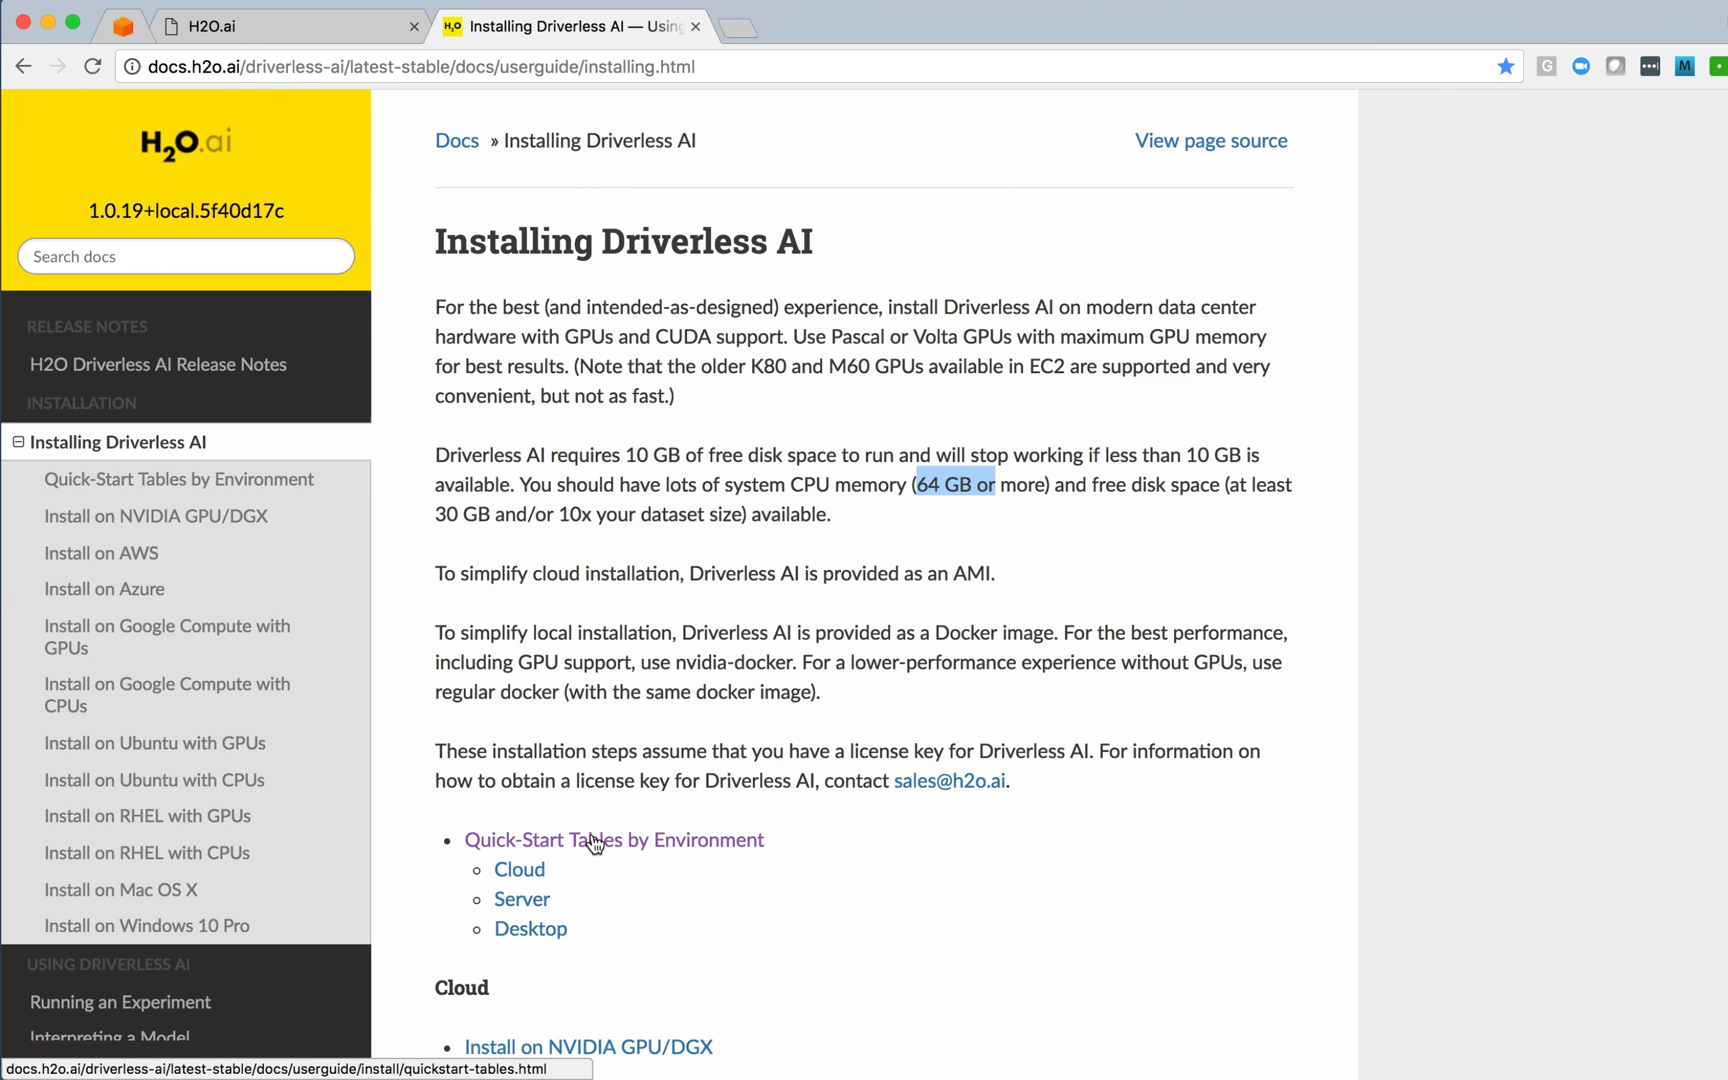 H2O.ai
Installing Driverless AI — Using
docs.h2o.ai/driverless-ai/latest-stable/docs/userguide/installing.html
G
M
H2O.ai
1.0.19+local.5f40d17c
Search docs
RELEASE NOTES
H2O Driverless AI Release Notes
INSTALLATION
Installing Driverless AI
Quick-Start Tables by Environment
Install on NVIDIA GPU/DGX
Install on AWS
Install on Azure
Install on Google Compute with
GPUs
Install on Google Compute with
CPUs
Install on Ubuntu with GPUs
Install on Ubuntu with CPUs
Install on RHEL with GPUs
Install on RHEL with CPUs
Install on Mac OS X
Install on Windows 10 Pro
USING DRIVERLESS AI
Running an Experiment
Interpreting a Model
Docs » Installing Driverless AI
View page source
Installing Driverless AI
For the best (and intended-as-designed) experience, install Driverless AI on modern data center
hardware with GPUs and CUDA support. Use Pascal or Volta GPUs with maximum GPU memory
for best results. (Note that the older K80 and M60 GPUs available in EC2 are supported and very
convenient, but not as fast.)
Driverless AI requires 10 GB of free disk space to run and will stop working if less than 10 GB is
available. You should have lots of system CPU memory (64 GB or more) and free disk space (at least
30 GB and/or 10x your dataset size) available.
To simplify cloud installation, Driverless AI is provided as an AMI.
To simplify local installation, Driverless AI is provided as a Docker image. For the best performance,
including GPU support, use nvidia-docker. For a lower-performance experience without GPUs, use
regular docker (with the same docker image).
These installation steps assume that you have a license key for Driverless AI. For information on
how to obtain a license key for Driverless AI, contact sales@h2o.ai.
• Quick-Start Tables by Environment
Cloud
Server
Desktop
Cloud
• Install on NVIDIA GPU/DGX
docs.h2o.ai/driverless-ai/latest-stable/docs/userguide/install/quickstart-tables.html